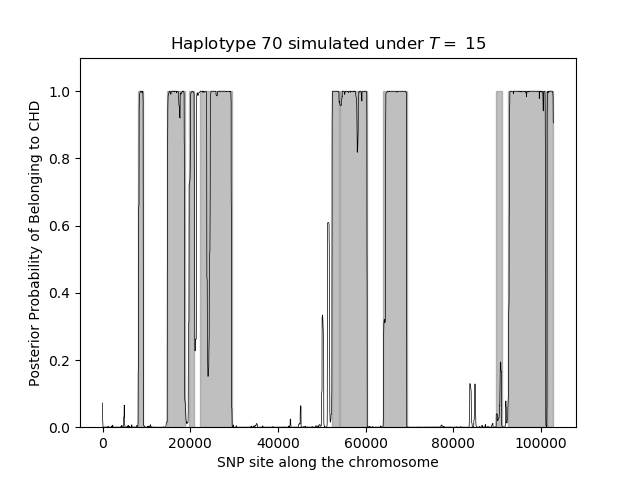 Haplotype 70 simulated under T = 15
Posterior Probability of Belonging to CHD
1.0
0.8
0.6
0.4
0.2
0.0
0 20000 40000 60000 80000 100000
SNP site along the chromosome